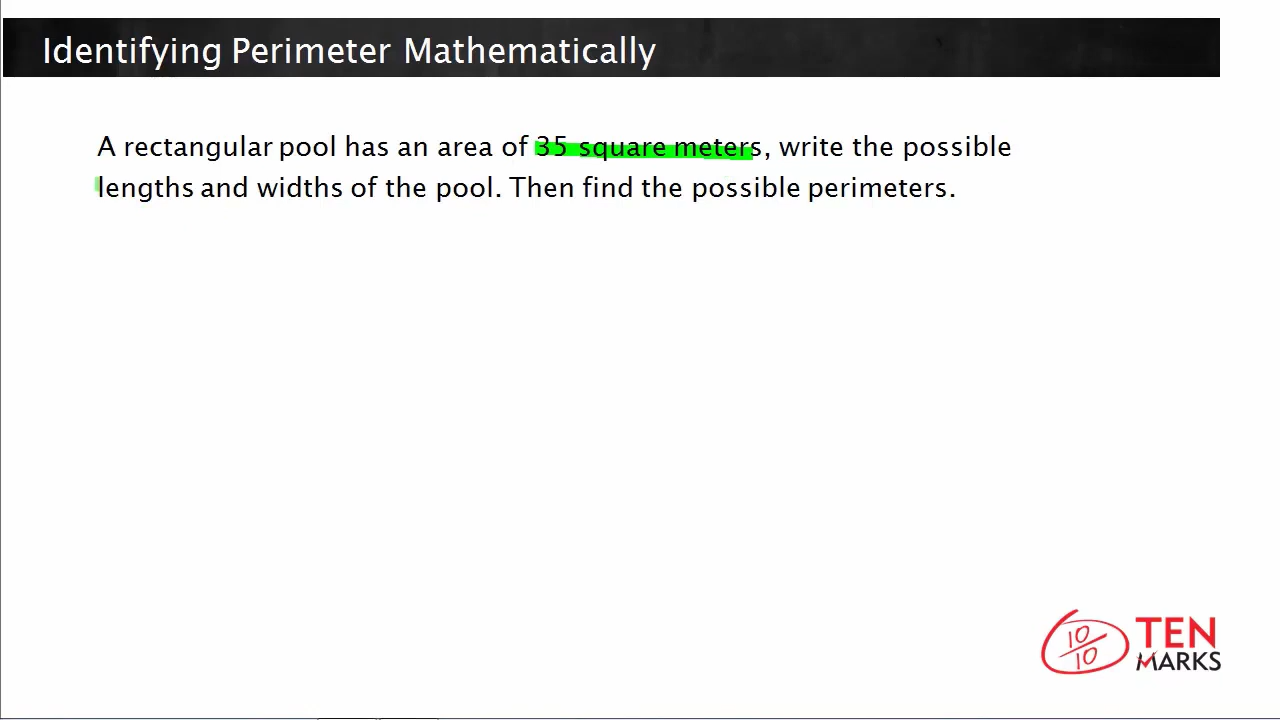 Identifying Perimeter Mathematically
A rectangular pool has an area of 35 square meters, write the possible
lengths and widths of the pool. Then find the possible perimeters.
10
10
TEN
MARKS